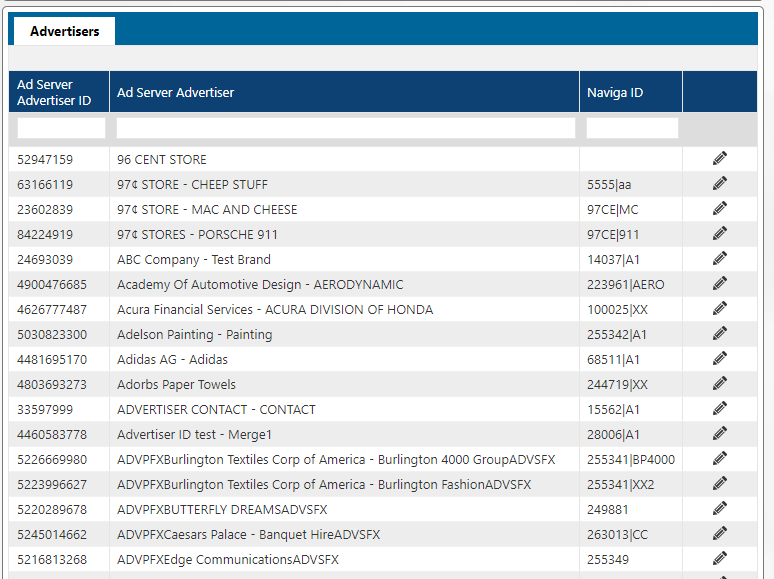 Advertisers
Ad Server Advertiser ID Ad Server Advertiser Naviga ID
52947159 96 CENT STORE
63166119 97¢ STORE - CHEEP STUFF 5555|aa
23602839 97¢ STORE - MAC AND CHEESE 97CE|MC
84224919 97¢ STORES - PORSCHE 911 97CE|911
24693039 ABC Company - Test Brand 14037|A1
4900476685 Academy Of Automotive Design - AERODYNAMIC 223961|AERO
4626777487 Acura Financial Services - ACURA DIVISION OF HONDA 100025|XX
5030823300 Adelson Painting - Painting 255342|A1
4481695170 Adidas AG - Adidas 68511|A1
4803693273 Adorbs Paper Towels 244719|XX
33597999 ADVERTISER CONTACT - CONTACT 15562|A1
4460583778 Advertiser ID test - Merge1 28006|A1
5226669980 ADVPFXBurlington Textiles Corp of America - Burlington 4000 GroupADVSFX 255341|BP4000
5223996627 ADVPFXBurlington Textiles Corp of America - Burlington FashionADVSFX 255341|XX2
5220289678 ADVPFXBUTTERFLY DREAMSADVSFX 249881
5245014662 ADVPFXCaesars Palace - Banquet HireADVSFX 263013|CC
5216813268 ADVPFXEdge CommunicationsADVSFX 255349